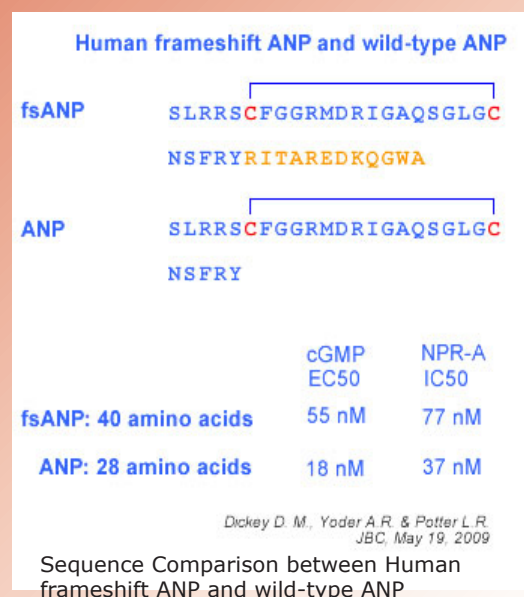 Human frameshift ANP and wild-type ANP
fsANP SLRRSCFGGRMDRIGAQSGLGC
NSFRYRITAREDKQGWA
ANP SLRRSCFGGRMDRIGAQSGLGC
NSFRY
cGMP NPR-A
EC50 IC50
fsANP: 40 amino acids 55 nM 77 nM
ANP: 28 amino acids 18 nM 37 nM
Dickey D. M., Yoder A.R. & Potter L.R.
JBC, May 19, 2009
Sequence Comparison between Human
frameshift ANP and wild-type ANP